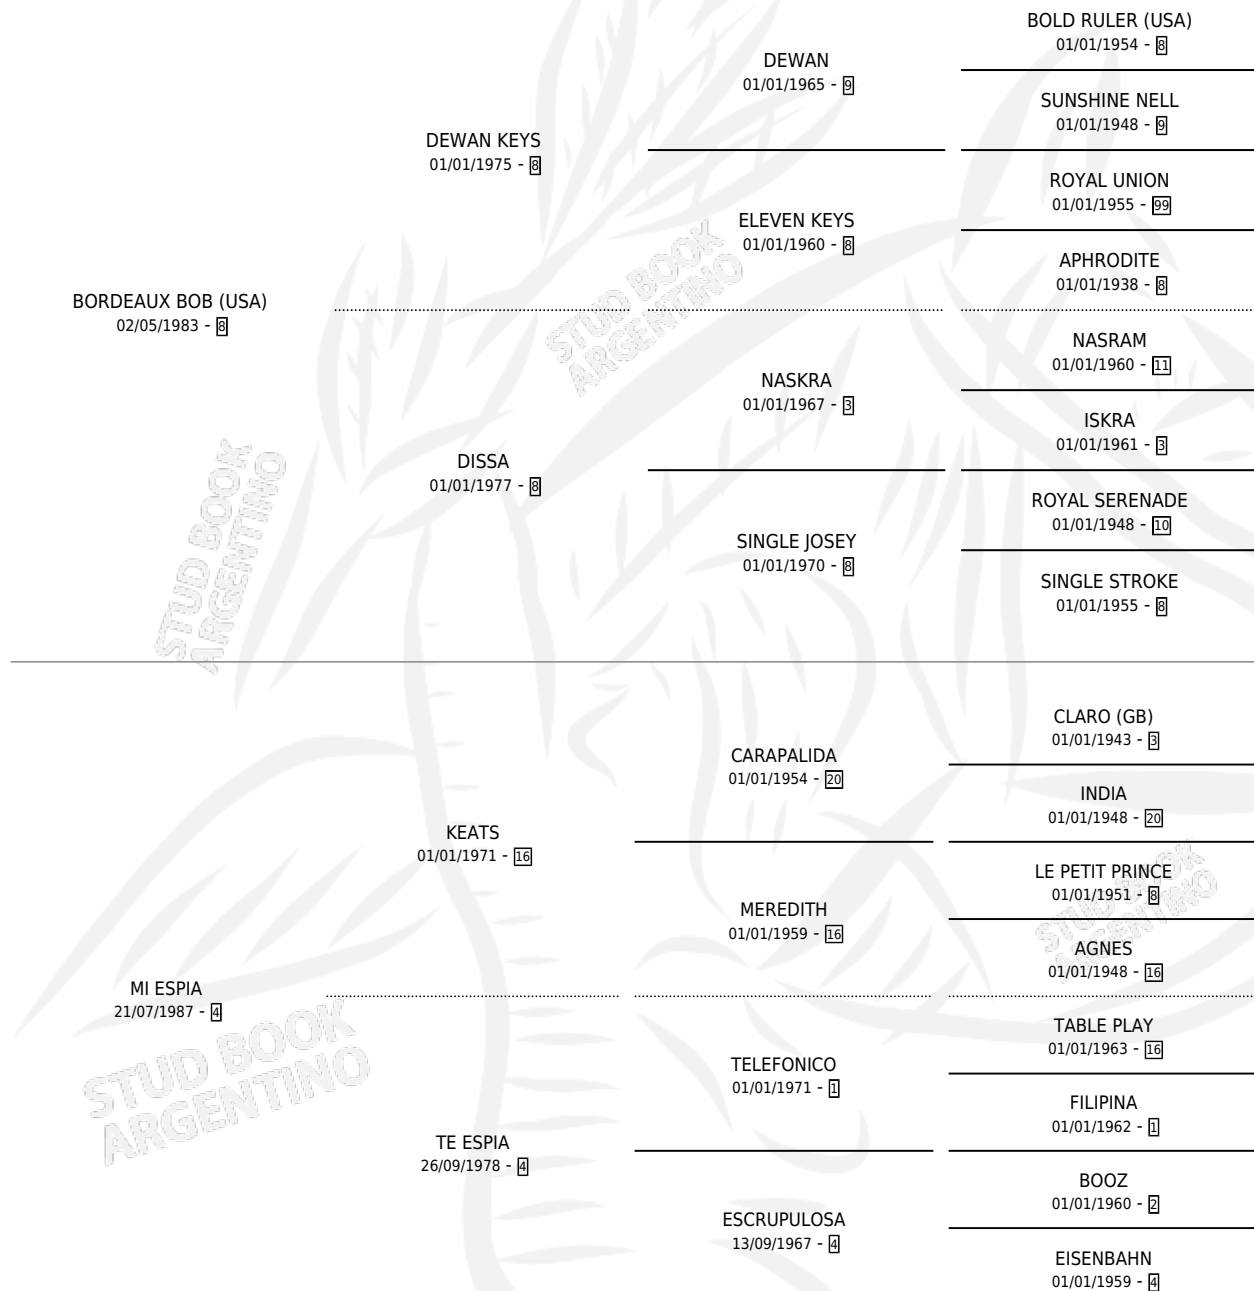 BORDEAUX BOB (USA)
02/05/1983 - 8
DEWAN KEYS
01/01/1975 - 8
DISSA
01/01/1977 - 8
DEWAN
01/01/1965 - 9
ELEVEN KEYS
01/01/1960 - 8
NASKRA
01/01/1967 - 3
SINGLE JOSEY
01/01/1970 - 8
BOLD RULER (USA)
01/01/1954 - 8
SUNSHINE NELL
01/01/1948 - 9
ROYAL UNION
01/01/1955 - 99
APHRODITE
01/01/1938 - 8
NASRAM
01/01/1960 - 11
ISKRA
01/01/1961 - 3
ROYAL SERENADE
01/01/1948 - 10
SINGLE STROKE
01/01/1955 - 8
MI ESPIA
21/07/1987 - 4
KEATS
01/01/1971 - 16
TE ESPIA
26/09/1978 - 4
CARAPALIDA
01/01/1954 - 20
MEREDITH
01/01/1959 - 16
TELEFONICO
01/01/1971 - 1
ESCRUPULOSA
13/09/1967 - 4
CLARO (GB)
01/01/1943 - 3
INDIA
01/01/1948 - 20
LE PETIT PRINCE
01/01/1951 - 8
AGNES
01/01/1948 - 16
TABLE PLAY
01/01/1963 - 16
FILIPINA
01/01/1962 - 1
BOOZ
01/01/1960 - 2
EISENBAHN
01/01/1959 - 4
STUD BOOK
ARGENTINO
STUD BOOK
ARGENTINO
STUD BOOK
ARGENTINO
STUD BOOK
ARGENTINO